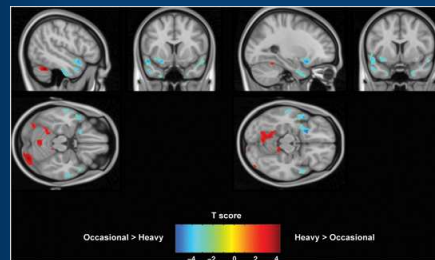 T score
Occasional > Heavy
Heavy > Occasional
−4 −2 0 2 4